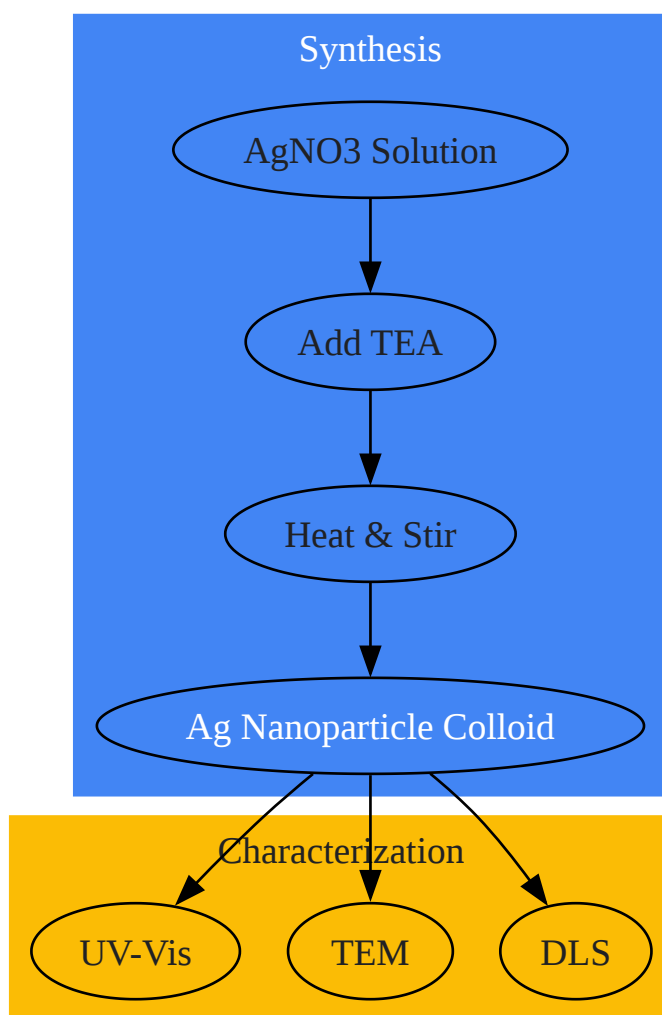 Synthesis
AgNO3 Solution
Add TEA
Heat & Stir
Ag Nanoparticle Colloid
Characterization
UV-Vis
TEM
DLS